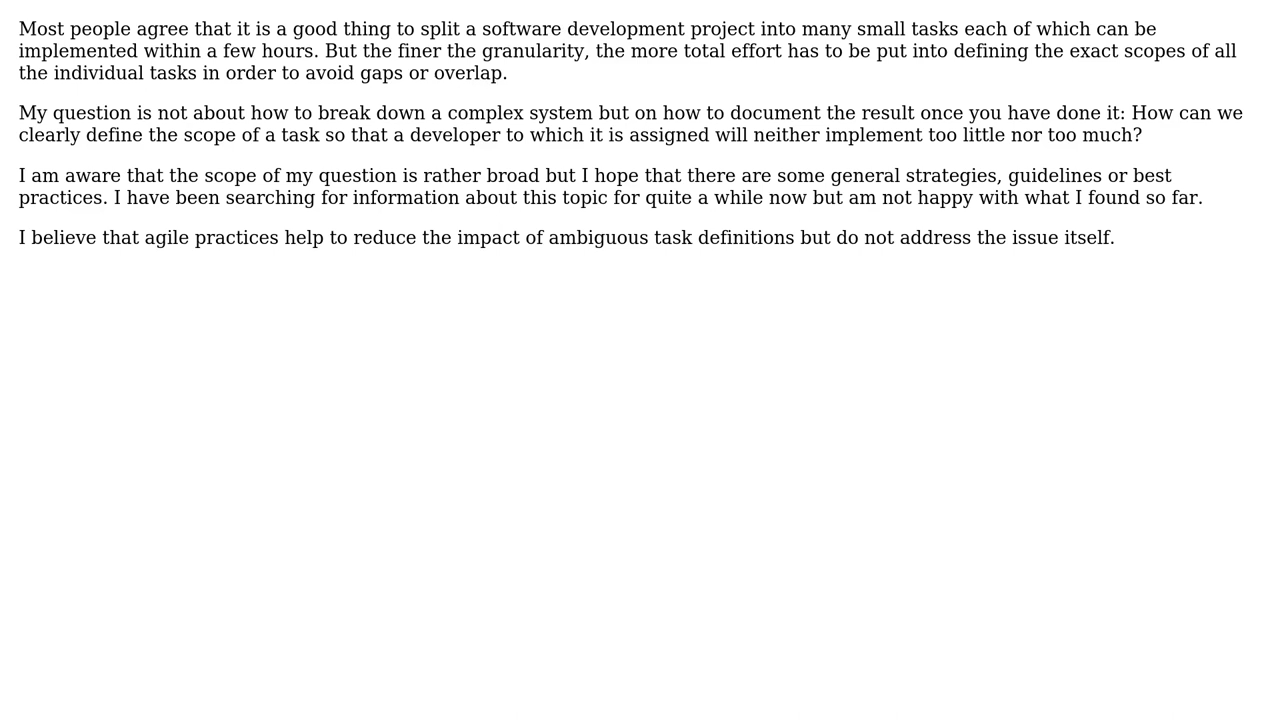 Most people agree that it is a good thing to split a software development project into many small tasks each of which can be
implemented within a few hours. But the finer the granularity, the more total effort has to be put into defining the exact scopes of all
the individual tasks in order to avoid gaps or overlap.
My question is not about how to break down a complex system but on how to document the result once you have done it: How can we
clearly define the scope of a task so that a developer to which it is assigned will neither implement too little nor too much?
I am aware that the scope of my question is rather broad but I hope that there are some general strategies, guidelines or best
practices. I have been searching for information about this topic for quite a while now but am not happy with what I found so far.
I believe that agile practices help to reduce the impact of ambiguous task definitions but do not address the issue itself.